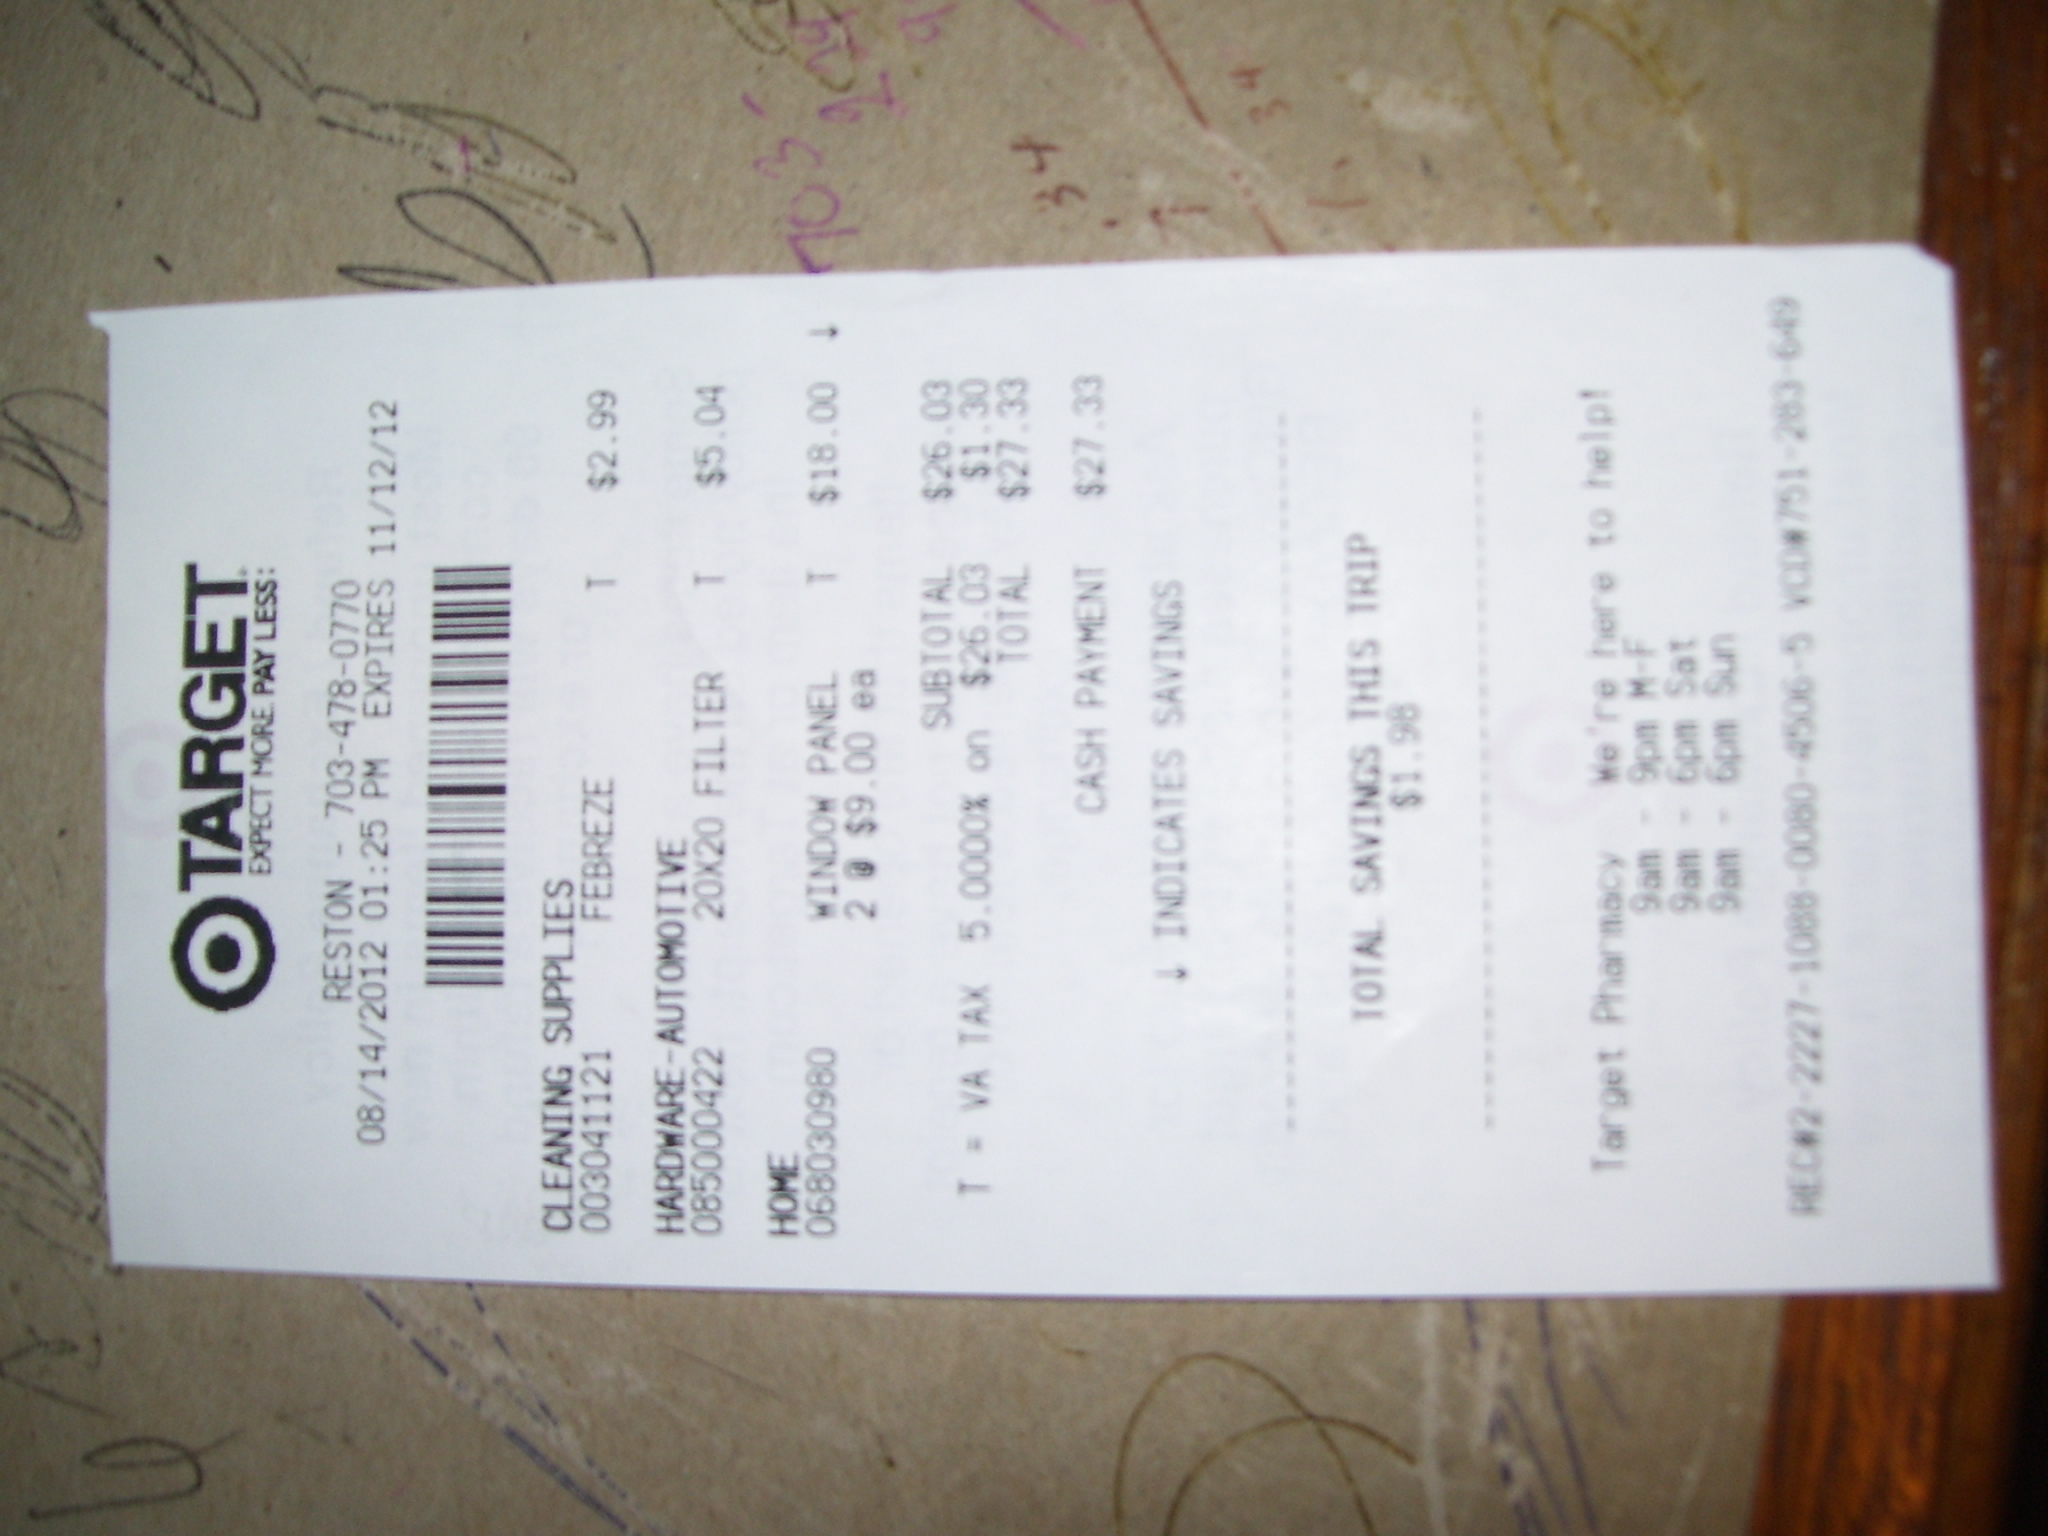 TARGET
EXPECT MORE. PAY LESS.
RESTON - 703-478-0770
08/14/2012 01:25 PM EXPIRES 11/12/12
CLEANING SUPPLIES
003041121 FEBREZE T $2.99
HARDWARE-AUTOMOTIVE
085000422 20X20 FILTER T $5.04
HOME
068030980 WINDOW PANEL T $18.00 ↓
2 @ $9.00 ea
SUBTOTAL $26.03
T = VA TAX 5.0000% on $26.03 $1.30
TOTAL $27.33
CASH PAYMENT $27.33
↓ INDICATES SAVINGS
TOTAL SAVINGS THIS TRIP
$1.98
Target Pharmacy We're here to help!
9am - 9pm M-F
9am - 6pm Sat
9am - 6pm Sun
REC#2-2227-1088-0080-4506-5 VCD#751-283-649
703
34
34